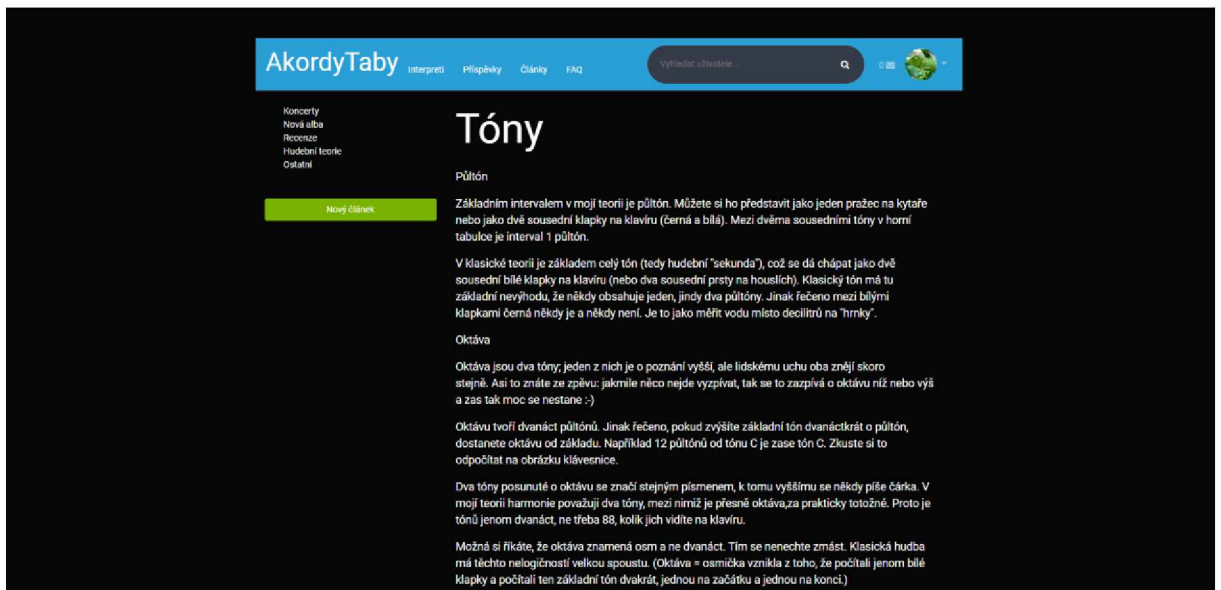 AkordyTaby Interpreti Příspěvky Články FAQ Vyhledat uživatele... 0
Koncerty
Nová alba
Recenze
Hudební teorie
Ostatní
Nový článek
Tóny
Půltón
Základním intervalem v mojí teorii je půltón. Můžete si ho představit jako jeden pražec na kytaře
nebo jako dvě sousední klapky na klavíru (černá a bílá). Mezi dvěma sousedními tóny v horní
tabulce je interval 1 půltón.
V klasické teorii je základem celý tón (tedy hudební "sekunda"), což se dá chápat jako dvě
sousední bílé klapky na klavíru (nebo dva sousední prsty na houslích). Klasický tón má tu
základní nevýhodu, že někdy obsahuje jeden, jindy dva půltóny. Jinak řečeno mezi bílými
klapkami černá někdy je a někdy není. Je to jako měřit vodu místo decilitrů na "hrnky".
Oktáva
Oktáva jsou dva tóny; jeden z nich je o poznání vyšší, ale lidskému uchu oba znějí skoro
stejně. Asi to znáte ze zpěvu: jakmile něco nejde vyzpívat, tak se to zazpívá o oktávu níž nebo výš
a zas tak moc se nestane :-)
Oktávu tvoří dvanáct půltónů. Jinak řečeno, pokud zvýšíte základní tón dvanáctkrát o půltón,
dostanete oktávu od základu. Například 12 půltónů od tónu C je zase tón C. Zkuste si to
odpočítat na obrázku klávesnice.
Dva tóny posunuté o oktávu se značí stejným písmenem, k tomu vyššímu se někdy píše čárka. V
mojí teorii harmonie považuji dva tóny, mezi nimiž je přesně oktáva,za prakticky totožné. Proto je
tónů jenom dvanáct, ne třeba 88, kolik jich vidíte na klavíru.
Možná si říkáte, že oktáva znamená osm a ne dvanáct. Tím se nenechte zmást. Klasická hudba
má těchto nelogičností velkou spoustu. (Oktáva = osmička vznikla z toho, že počítali jenom bílé
klapky a počítali ten základní tón dvakrát, jednou na začátku a jednou na konci.)